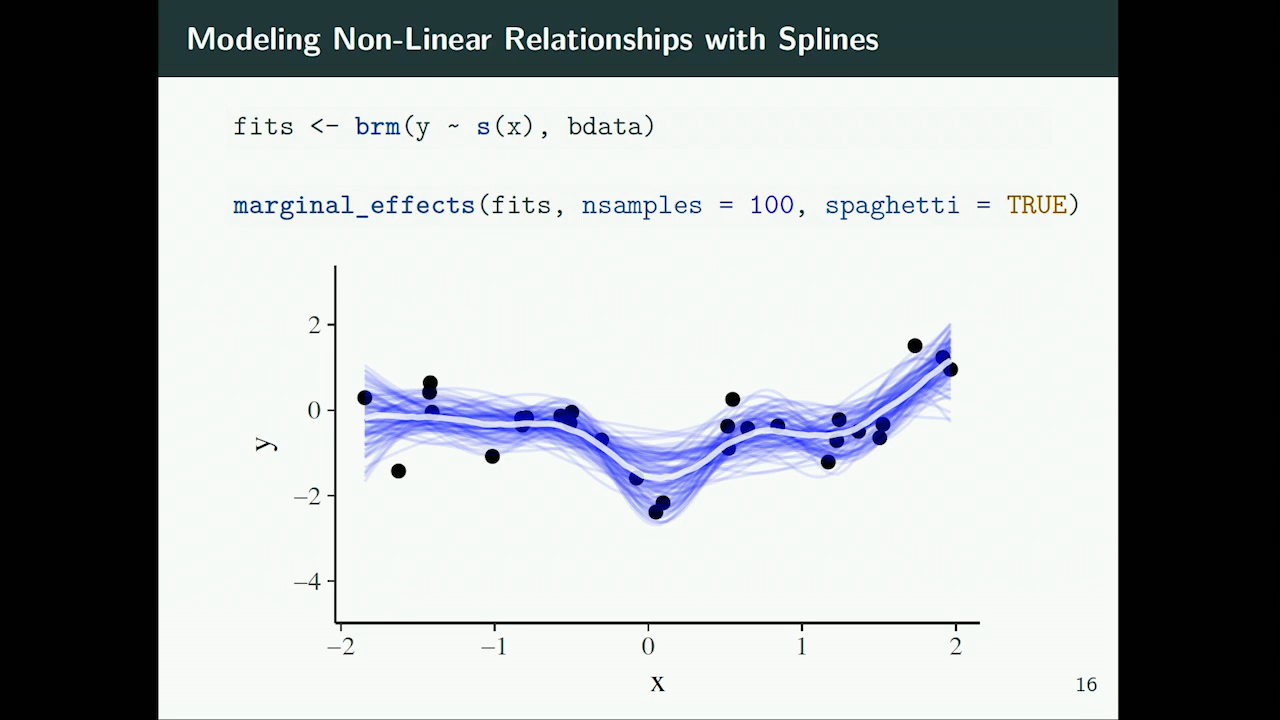 Modeling Non-Linear Relationships with Splines
fits <- brm(y ~ s(x), bdata)
marginal_effects(fits, nsamples = 100, spaghetti = TRUE)
2
0
−2
−4
y
−2 −1 0 1 2
x
16